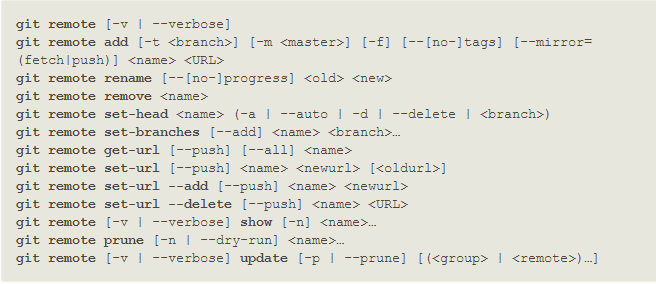 git remote [-v | --verbose]
git remote add [-t <branch>] [-m <master>] [-f] [--[no-]tags] [--mirror=
(fetch|push)] <name> <URL>
git remote rename [--[no-]progress] <old> <new>
git remote remove <name>
git remote set-head <name> (-a | --auto | -d | --delete | <branch>)
git remote set-branches [--add] <name> <branch>…
git remote get-url [--push] [--all] <name>
git remote set-url [--push] <name> <newurl> [<oldurl>]
git remote set-url --add [--push] <name> <newurl>
git remote set-url --delete [--push] <name> <URL>
git remote [-v | --verbose] show [-n] <name>…
git remote prune [-n | --dry-run] <name>…
git remote [-v | --verbose] update [-p | --prune] [(<group> | <remote>)…]